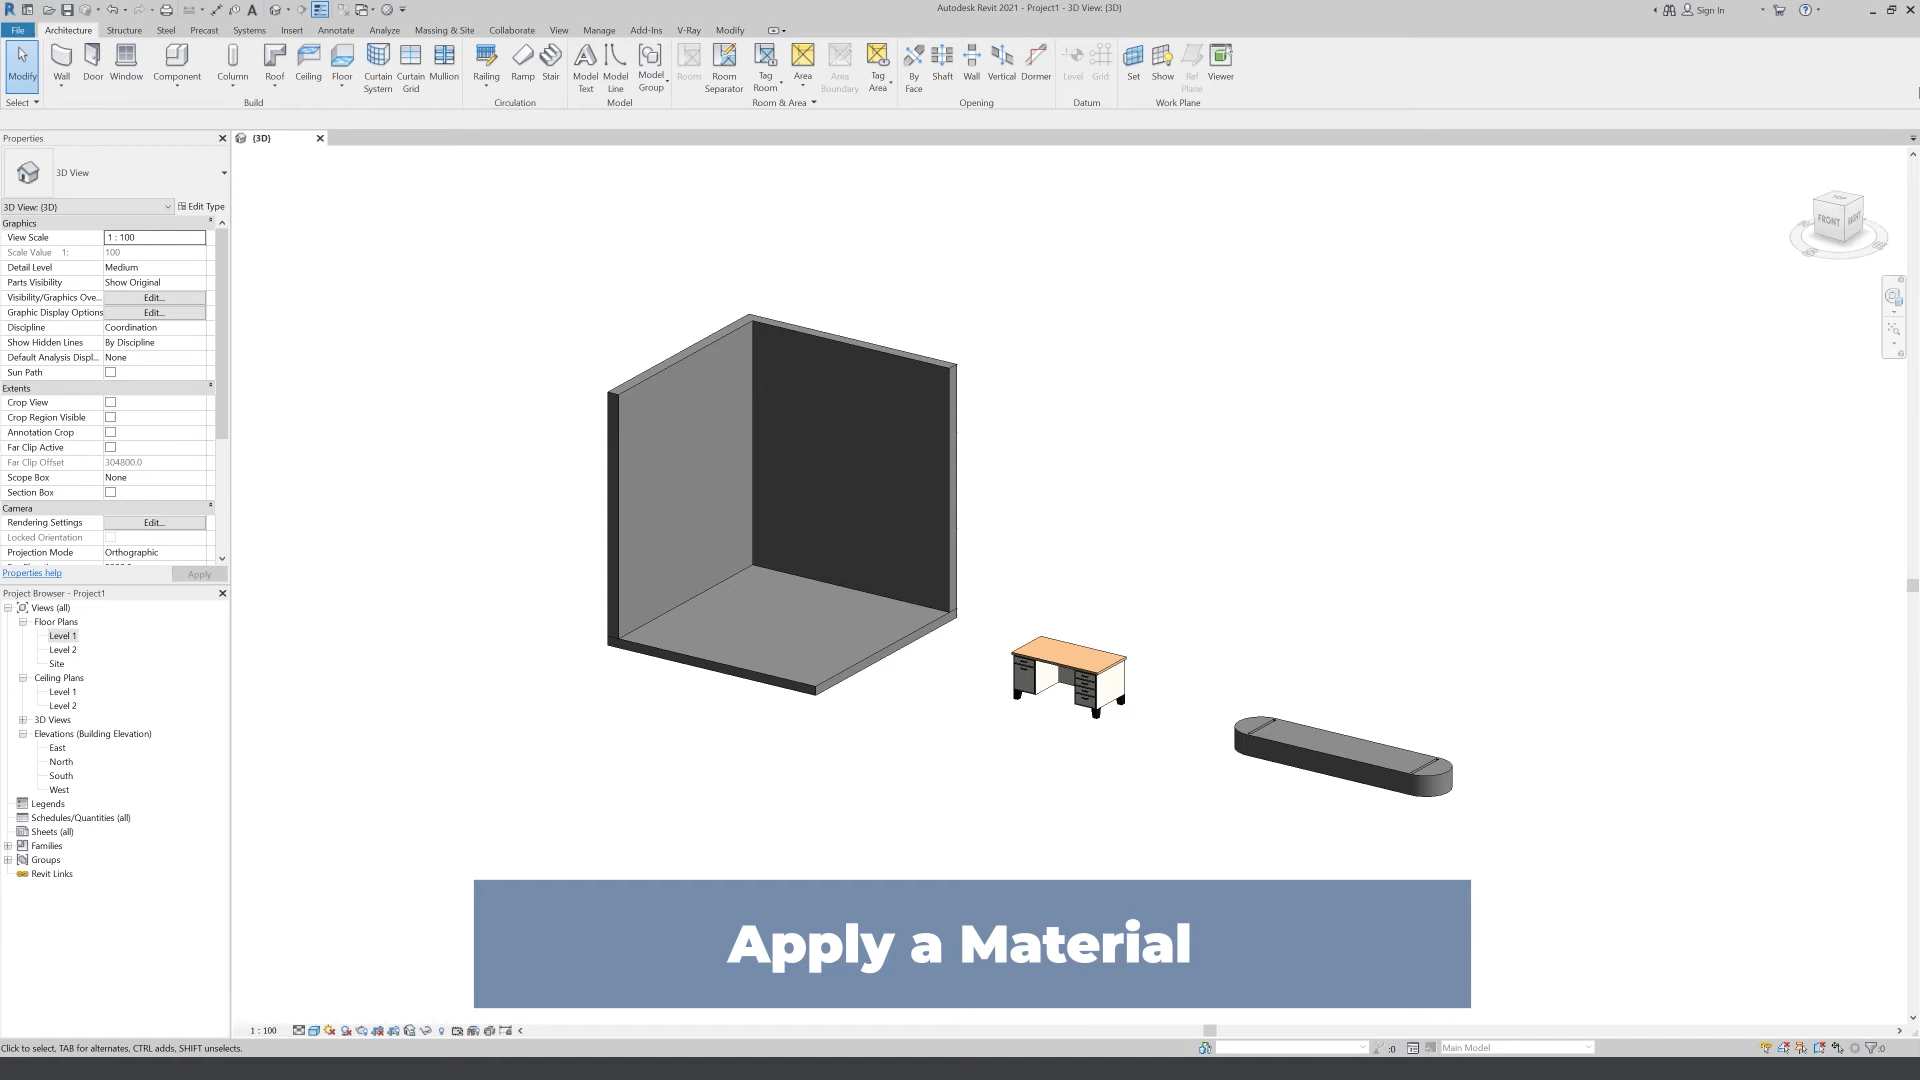 Autodesk Revit 2021 - Project1 - 3D View: {3D}
Sign In
File Architecture Structure Steel Precast Systems Insert Annotate Analyze Massing & Site Collaborate View Manage Add-Ins V-Ray Modify
Modify
Wall
Door
Window
Component
Column
Roof
Ceiling
Floor
Curtain System
Curtain Grid
Mullion
Railing
Ramp
Stair
Model Text
Model Line
Model Group
Room
Room Separator
Tag Room
Area
Area Boundary
Tag Area
By Face
Shaft
Wall
Vertical
Dormer
Level
Grid
Set
Show
Ref Plane
Viewer
Select
Build
Circulation
Model
Room & Area
Opening
Datum
Work Plane
Properties
{3D}
3D View
3D View: {3D}
Edit Type
Graphics
View Scale 1 : 100
Scale Value 1: 100
Detail Level Medium
Parts Visibility Show Original
Visibility/Graphics Ove... Edit...
Graphic Display Options Edit...
Discipline Coordination
Show Hidden Lines By Discipline
Default Analysis Displ... None
Sun Path
Extents
Crop View
Crop Region Visible
Annotation Crop
Far Clip Active
Far Clip Offset 304800.0
Scope Box None
Section Box
Camera
Rendering Settings Edit...
Locked Orientation
Projection Mode Orthographic
Properties help
Apply
Project Browser - Project1
Views (all)
Floor Plans
Level 1
Level 2
Site
Ceiling Plans
Level 1
Level 2
3D Views
Elevations (Building Elevation)
East
North
South
West
Legends
Schedules/Quantities (all)
Sheets (all)
Families
Groups
Revit Links
TOP
FRONT
RIGHT
Apply a Material
1 : 100
Click to select, TAB for alternates, CTRL adds, SHIFT unselects.
:0
Main Model
:0